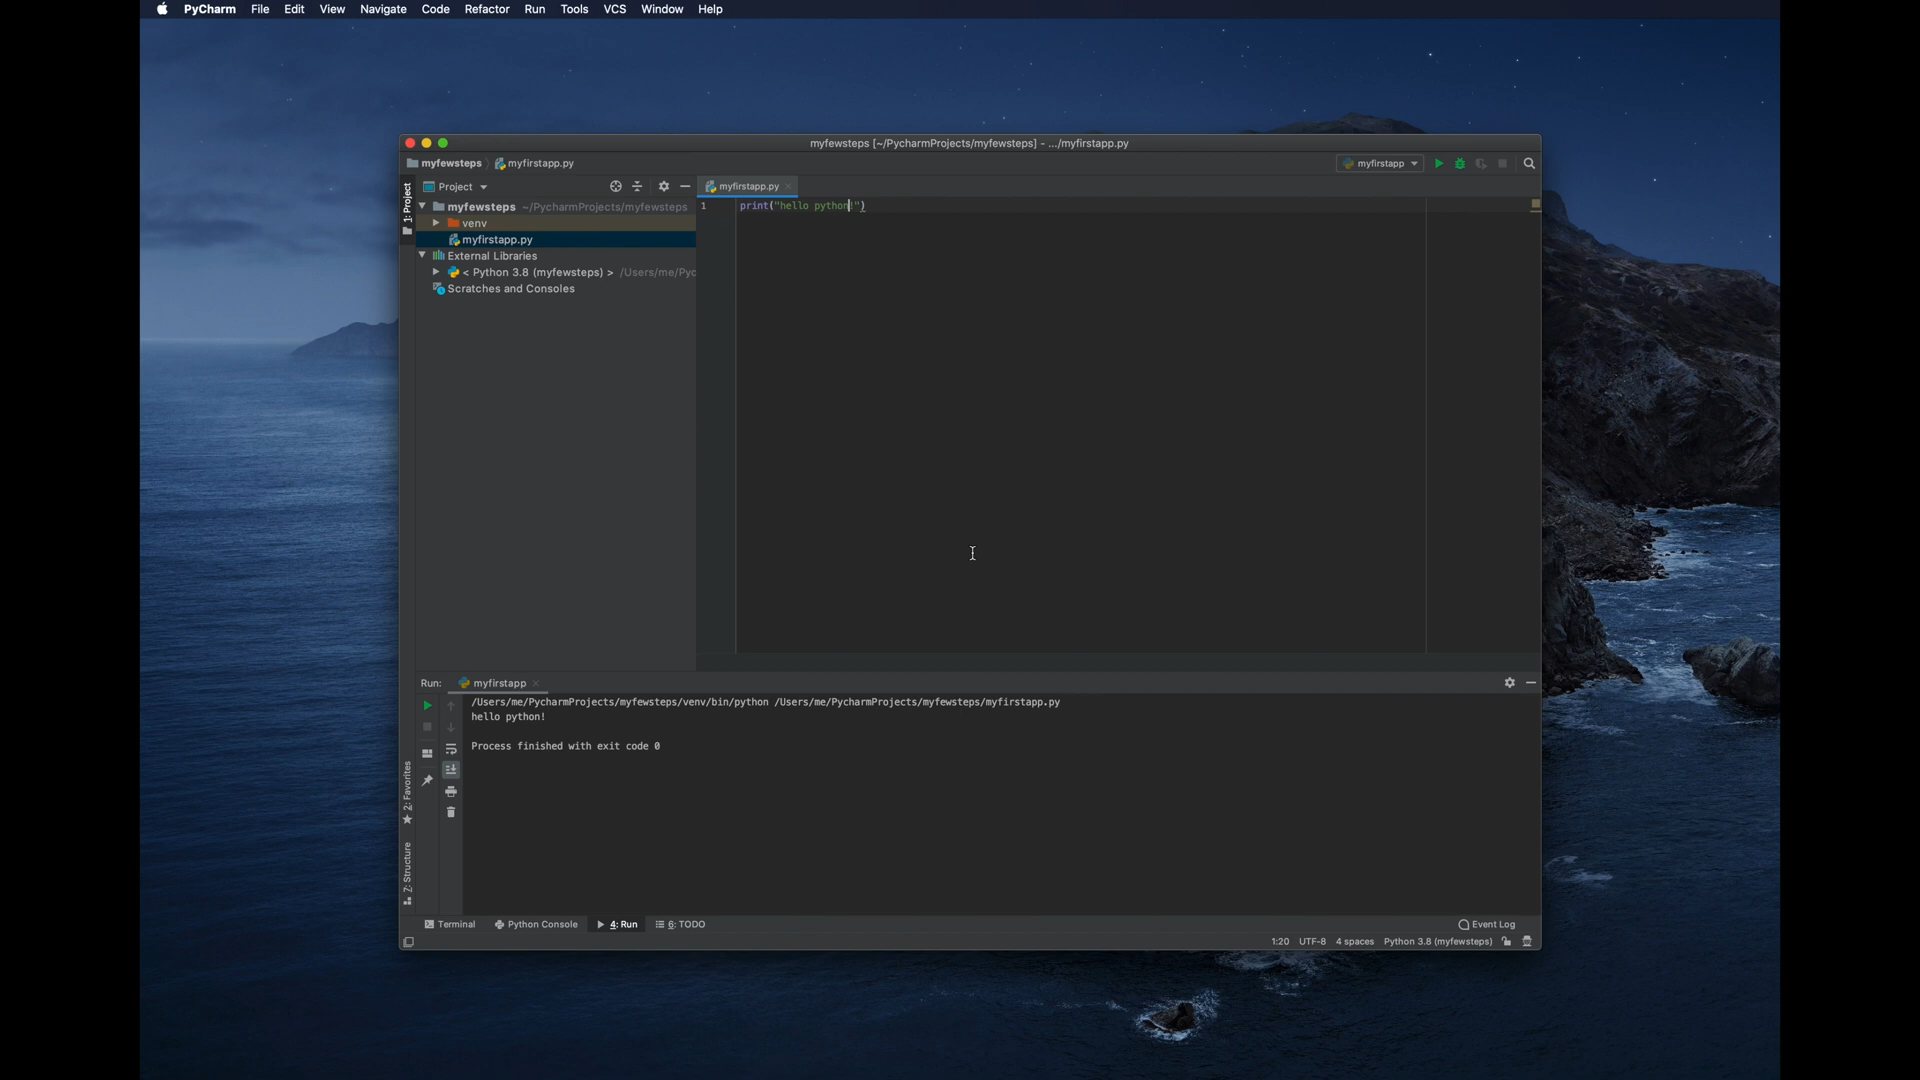 PyCharm File Edit View Navigate Code Refactor Run Tools VCS Window Help
myfewsteps [~/PycharmProjects/myfewsteps] - .../myfirstapp.py
myfewsteps myfirstapp.py
myfirstapp
1: Project
Project
myfirstapp.py
myfewsteps ~/PycharmProjects/myfewsteps
1 print("hello python!")
venv
myfirstapp.py
External Libraries
< Python 3.8 (myfewsteps) > /Users/me/Pyc
Scratches and Consoles
Run: myfirstapp
/Users/me/PycharmProjects/myfewsteps/venv/bin/python /Users/me/PycharmProjects/myfewsteps/myfirstapp.py
hello python!
Process finished with exit code 0
2: Favorites
7: Structure
Terminal Python Console 4: Run 6: TODO Event Log
1:20 UTF-8 4 spaces Python 3.8 (myfewsteps)